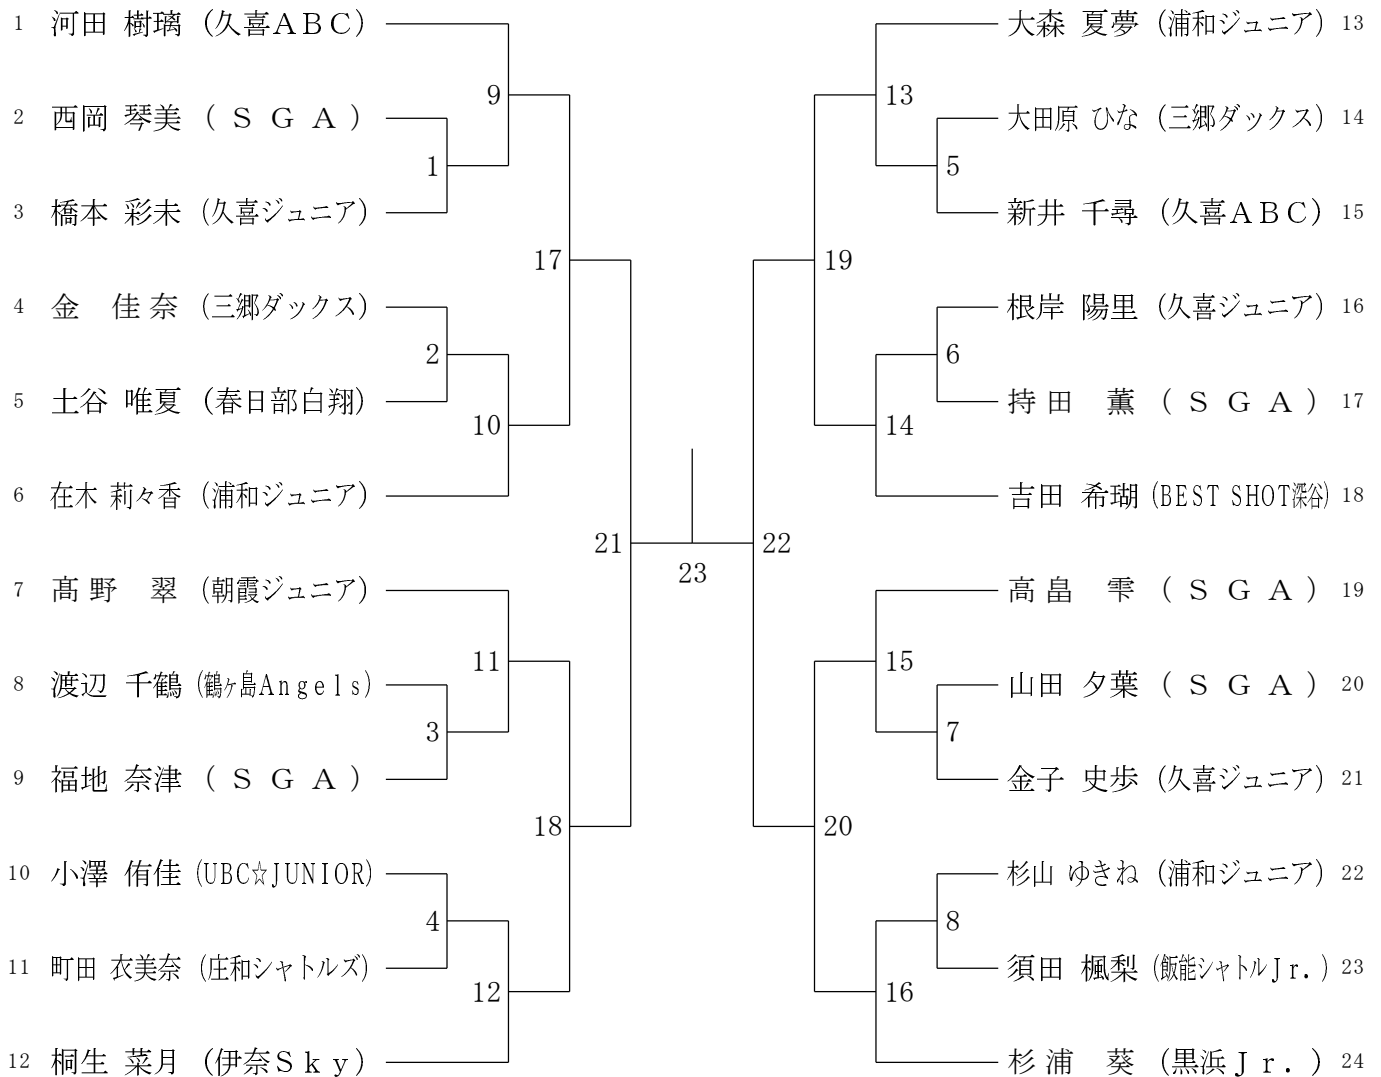 1 河田 樹璃 (久喜ＡＢＣ)
2 西岡 琴美 (ＳＧＡ)
3 橋本 彩未 (久喜ジュニア)
4 金 佳奈 (三郷ダックス)
5 土谷 唯夏 (春日部白翔)
6 在木 莉々香 (浦和ジュニア)
7 髙野 翠 (朝霞ジュニア)
8 渡辺 千鶴 (鶴ヶ島Angels)
9 福地 奈津 (ＳＧＡ)
10 小澤 侑佳 (UBC☆JUNIOR)
11 町田 衣美奈 (庄和シャトルズ)
12 桐生 菜月 (伊奈Ｓｋｙ)
9
1
17
2
10
21
11
3
18
4
12
23
大森 夏夢 (浦和ジュニア) 13
大田原 ひな (三郷ダックス) 14
新井 千尋 (久喜ＡＢＣ) 15
根岸 陽里 (久喜ジュニア) 16
持田 薫 (ＳＧＡ) 17
吉田 希瑚 (BEST SHOT深谷) 18
高畠 雫 (ＳＧＡ) 19
山田 夕葉 (ＳＧＡ) 20
金子 史歩 (久喜ジュニア) 21
杉山 ゆきね (浦和ジュニア) 22
須田 楓梨 (飯能シャトルＪｒ.) 23
杉浦 葵 (黒浜Ｊｒ.) 24
13
5
19
6
14
22
15
7
20
8
16